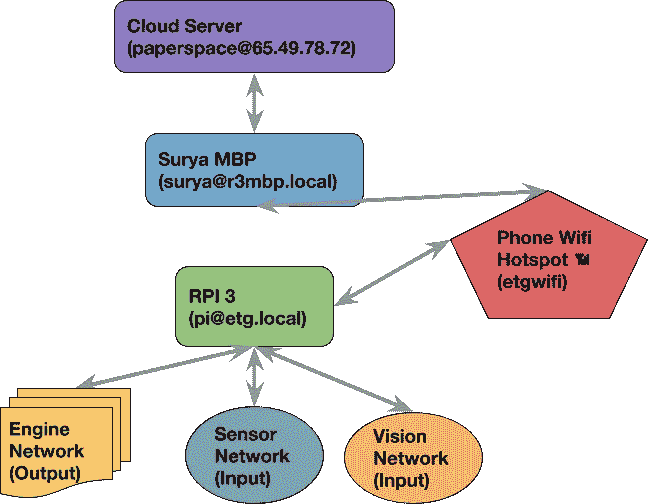 Cloud Server
(paperspace@65.49.78.72)
Surya MBP
(surya@r3mbp.local)
Phone Wifi
Hotspot
(etgwifi)
RPI 3
(pi@etg.local)
Engine
Network
(Output)
Sensor
Network
(Input)
Vision
Network
(Input)